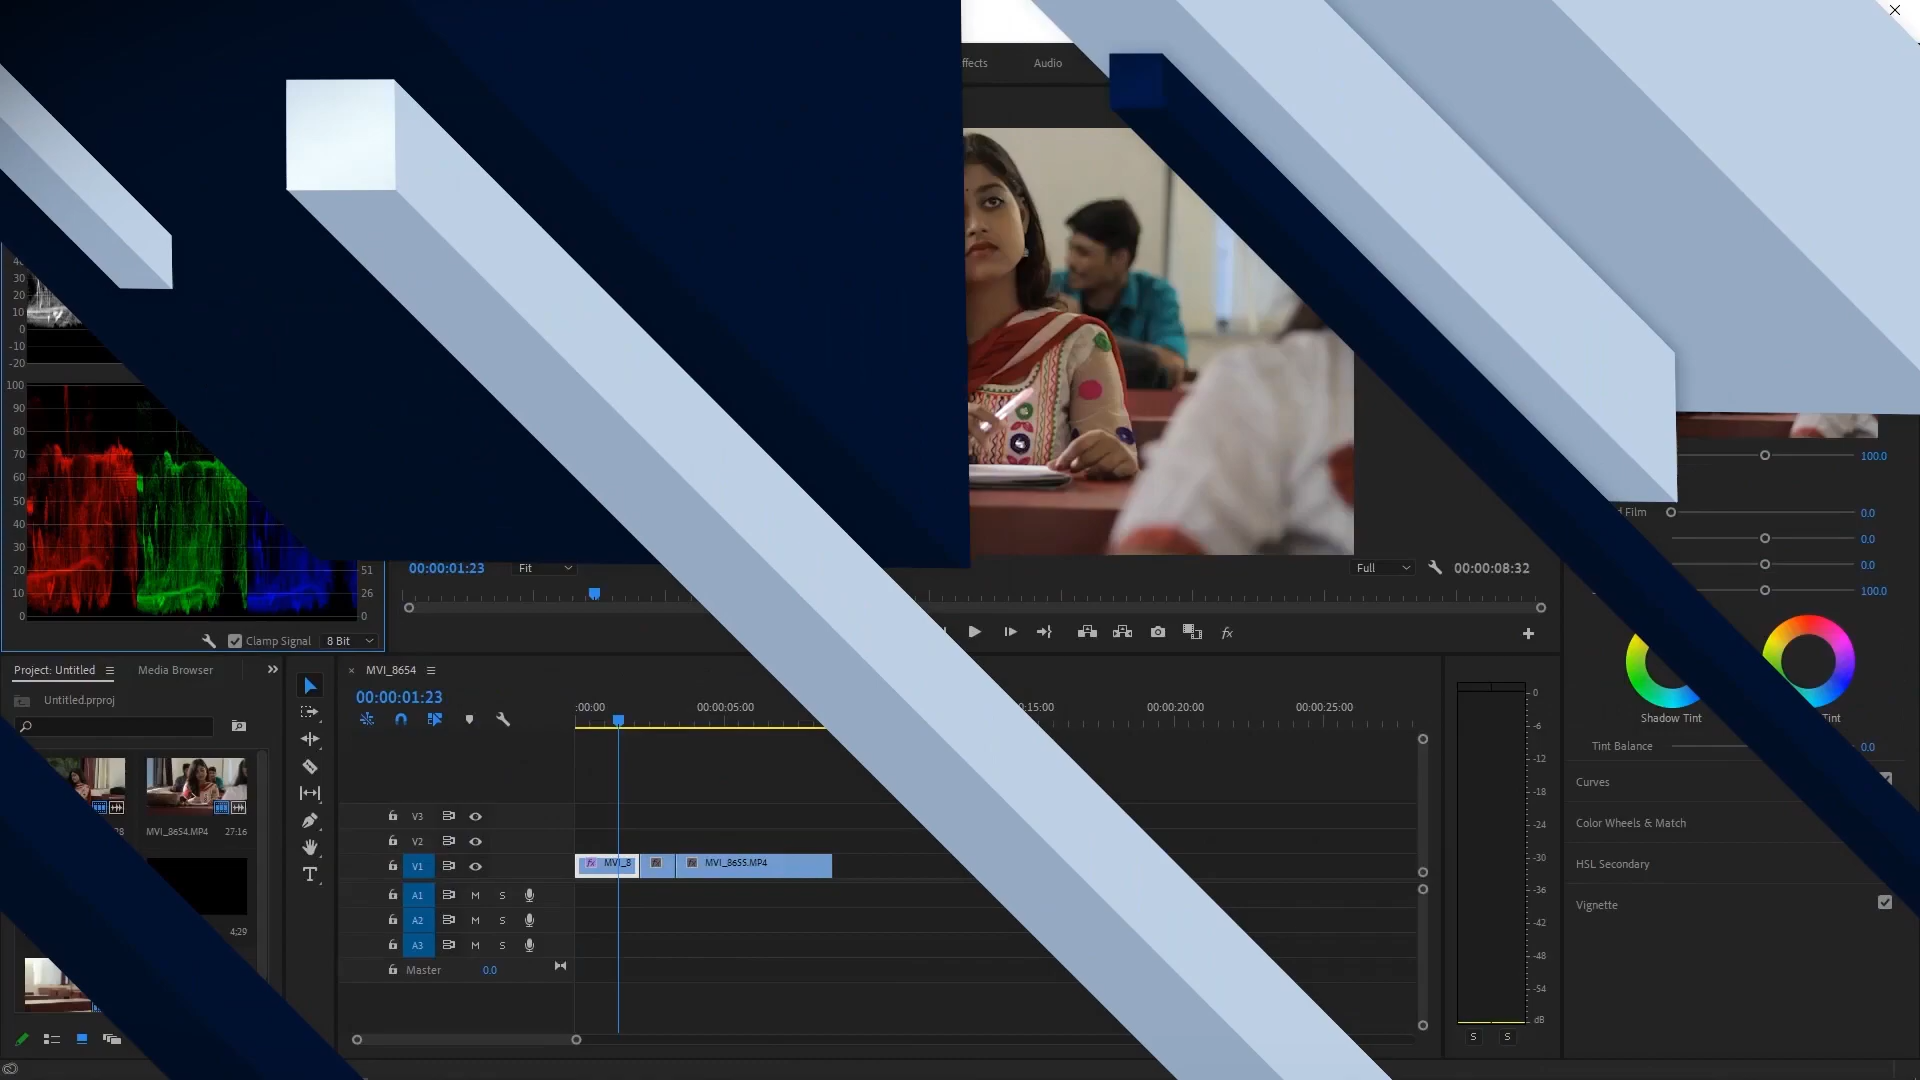 ffects
Audio
30
20
10
0
-10
-20
100
90
80
70
60
50
40
30
20
10
0
51
26
0
Clamp Signal
8 Bit
00:00:01:23
Fit
Full
00:00:08:32
fx
100.0
Film
0.0
0.0
0.0
100.0
Shadow Tint
Tint
Tint Balance
0.0
Curves
Color Wheels & Match
HSL Secondary
Vignette
Project: Untitled
Media Browser
Untitled.prproj
28
MVI_8654.MP4
27:16
4;29
T
MVI_8654
00:00:01:23
:00:00
00:00:05:00
:15:00
00:00:20:00
00:00:25:00
V3
V2
V1
fx MVI_8
fx
fx MVI_8655.MP4
A1
M
S
A2
M
S
A3
M
S
Master
0.0
0
-6
-12
-18
-24
-30
-36
-42
-48
-54
dB
S
S